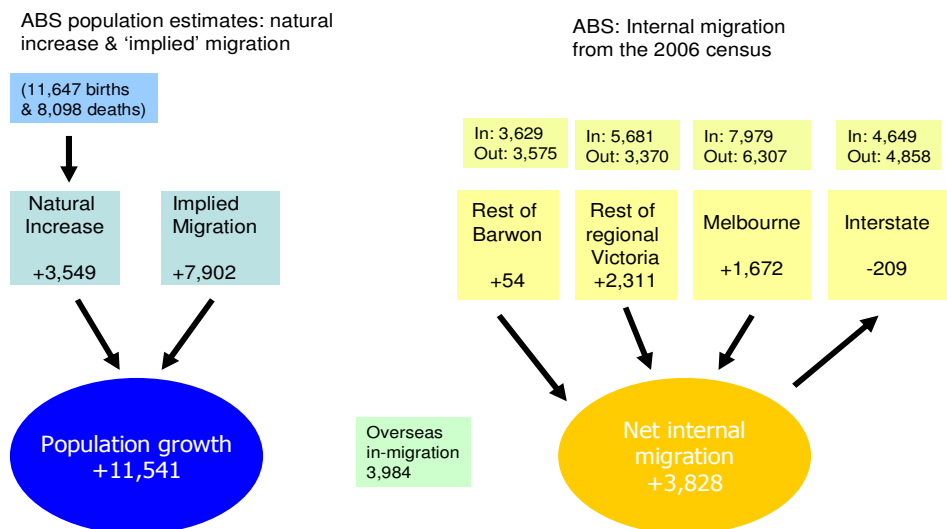 ABS population estimates: natural
increase & ‘implied’ migration
(11,647 births
& 8,098 deaths)
Natural
Increase
+3,549
Implied
Migration
+7,902
Population growth
+11,541
ABS: Internal migration
from the 2006 census
In: 3,629
Out: 3,575
In: 5,681
Out: 3,370
In: 7,979
Out: 6,307
In: 4,649
Out: 4,858
Rest of
Barwon
+54
Rest of
regional
Victoria
+2,311
Melbourne
+1,672
Interstate
-209
Overseas
in-migration
3,984
Net internal
migration
+3,828